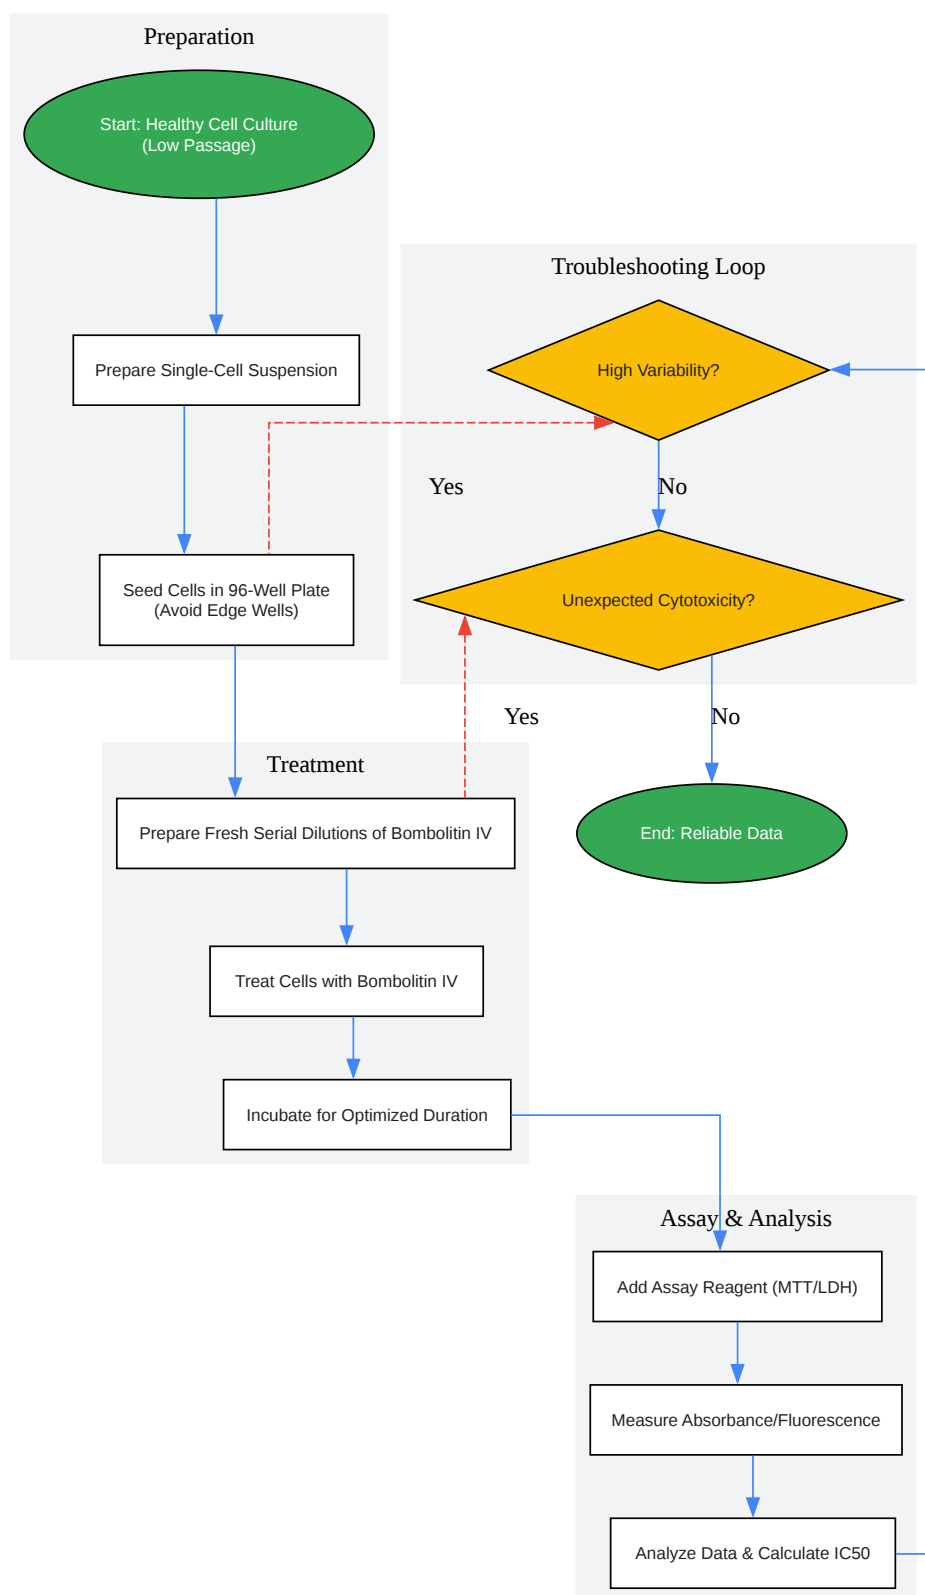 Preparation
Start: Healthy Cell Culture
(Low Passage)
Prepare Single-Cell Suspension
Seed Cells in 96-Well Plate
(Avoid Edge Wells)
Troubleshooting Loop
High Variability?
Yes
No
Unexpected Cytotoxicity?
Yes
No
End: Reliable Data
Treatment
Prepare Fresh Serial Dilutions of Bombolitin IV
Treat Cells with Bombolitin IV
Incubate for Optimized Duration
Assay & Analysis
Add Assay Reagent (MTT/LDH)
Measure Absorbance/Fluorescence
Analyze Data & Calculate IC50